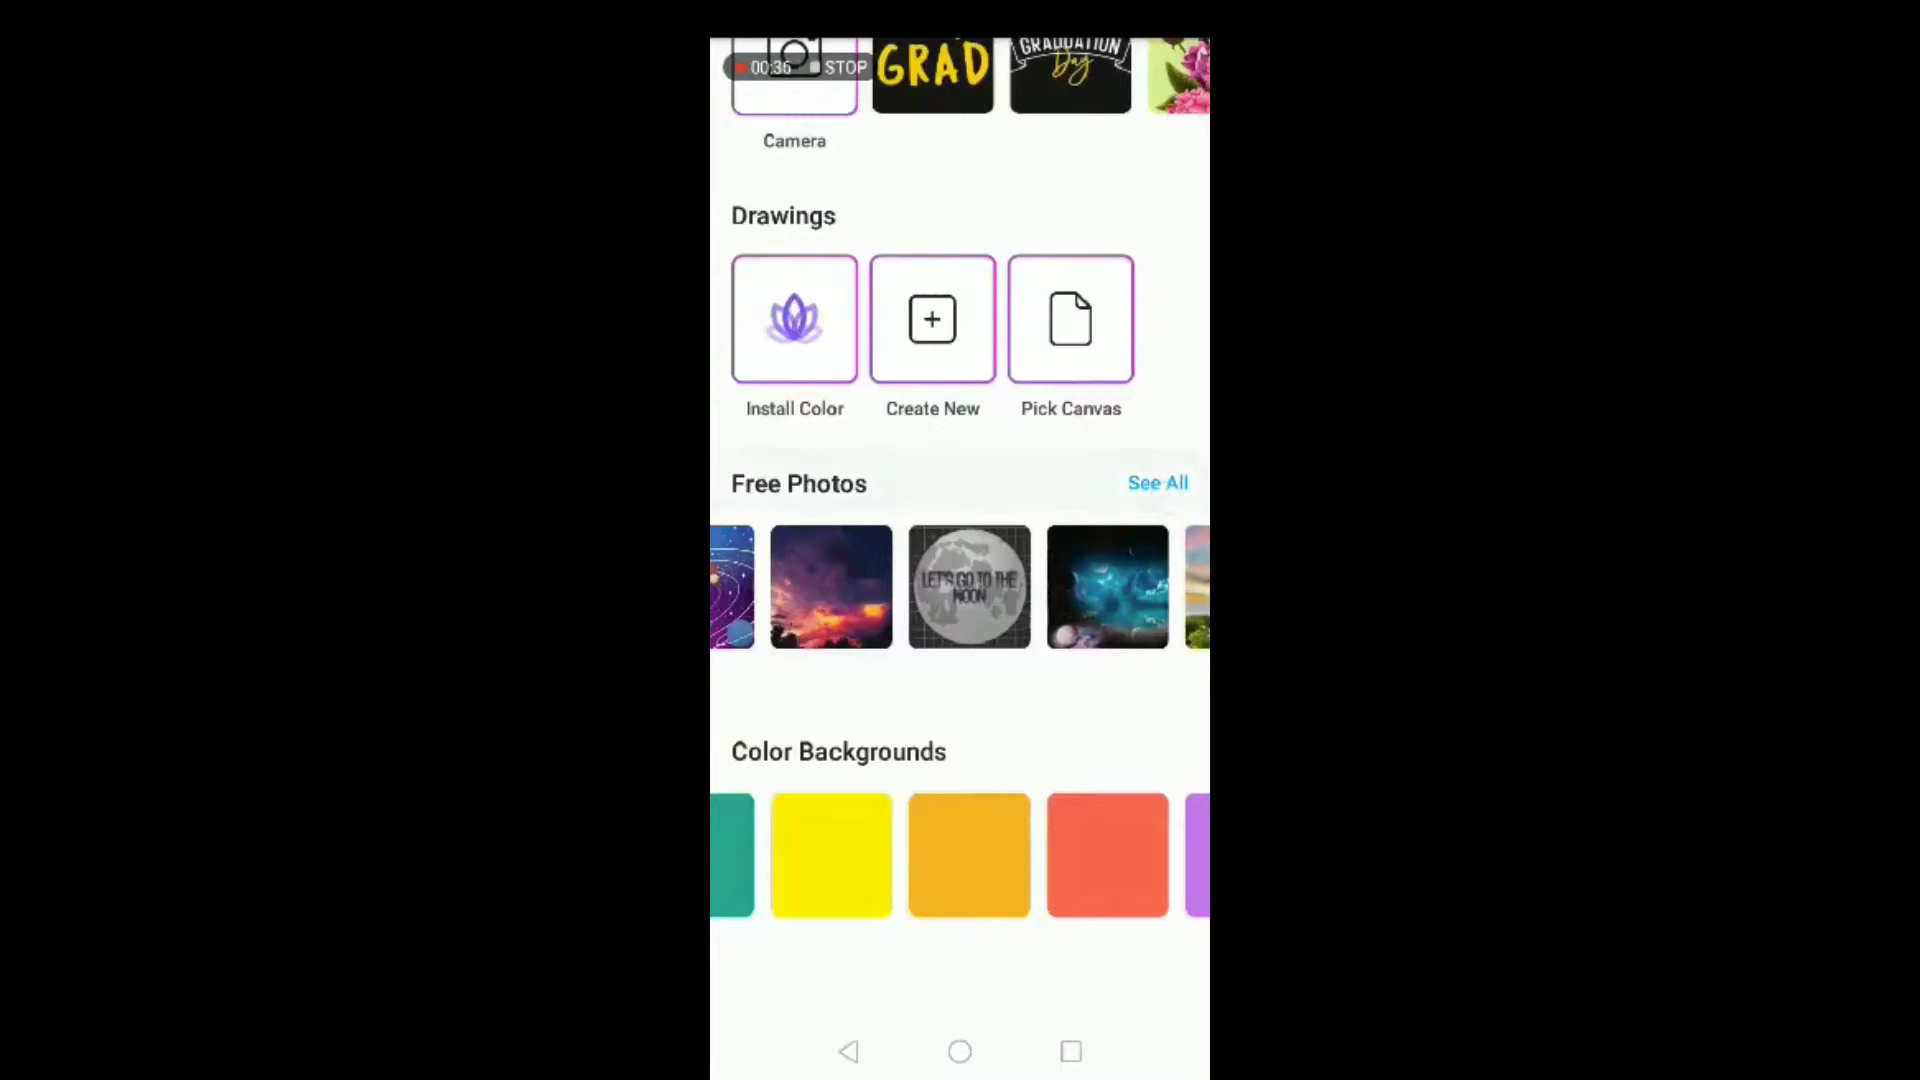 GRAD
GRADUATION
Day
00:36 STOP
Camera
Drawings
Install Color
Create New
Pick Canvas
Free Photos
See All
LET'S GO TO THE
MOON
Color Backgrounds